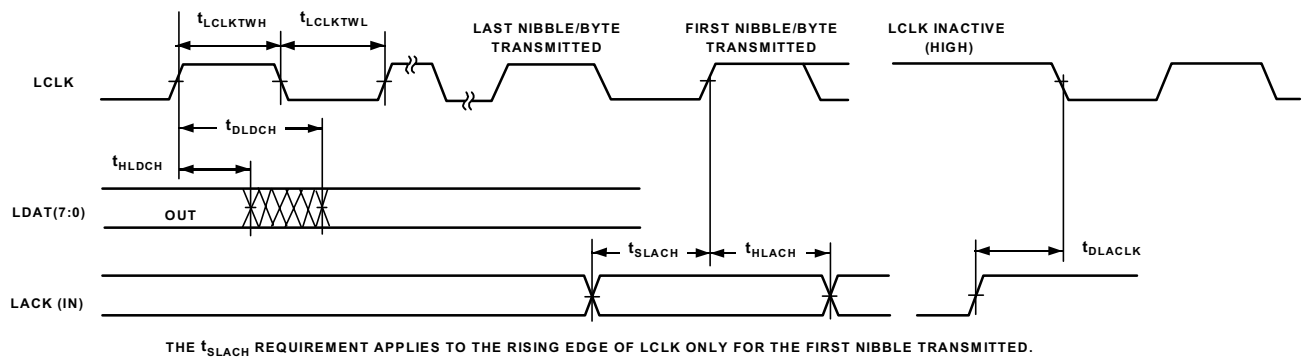 tLCLKTWH
tLCLKTWL
LAST NIBBLE/BYTE
TRANSMITTED
FIRST NIBBLE/BYTE
TRANSMITTED
LCLK INACTIVE
(HIGH)
LCLK
tDLDCH
tHLDCH
LDAT(7:0)
OUT
tSLACH
tHLACH
tDLACLK
LACK (IN)
THE tSLACH REQUIREMENT APPLIES TO THE RISING EDGE OF LCLK ONLY FOR THE FIRST NIBBLE TRANSMITTED.